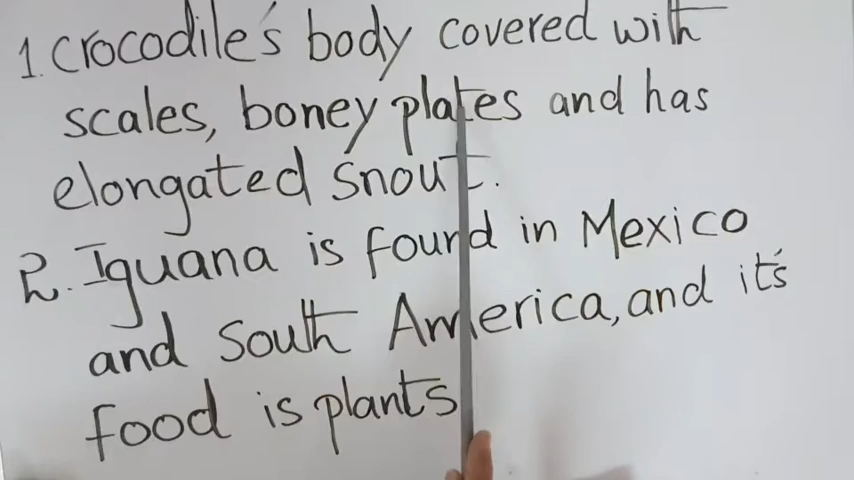 1. Crocodile's body covered with
scales, boney plates and has
elongated snout.
2. Iguana is found in Mexico
and South America, and it's
food is plants